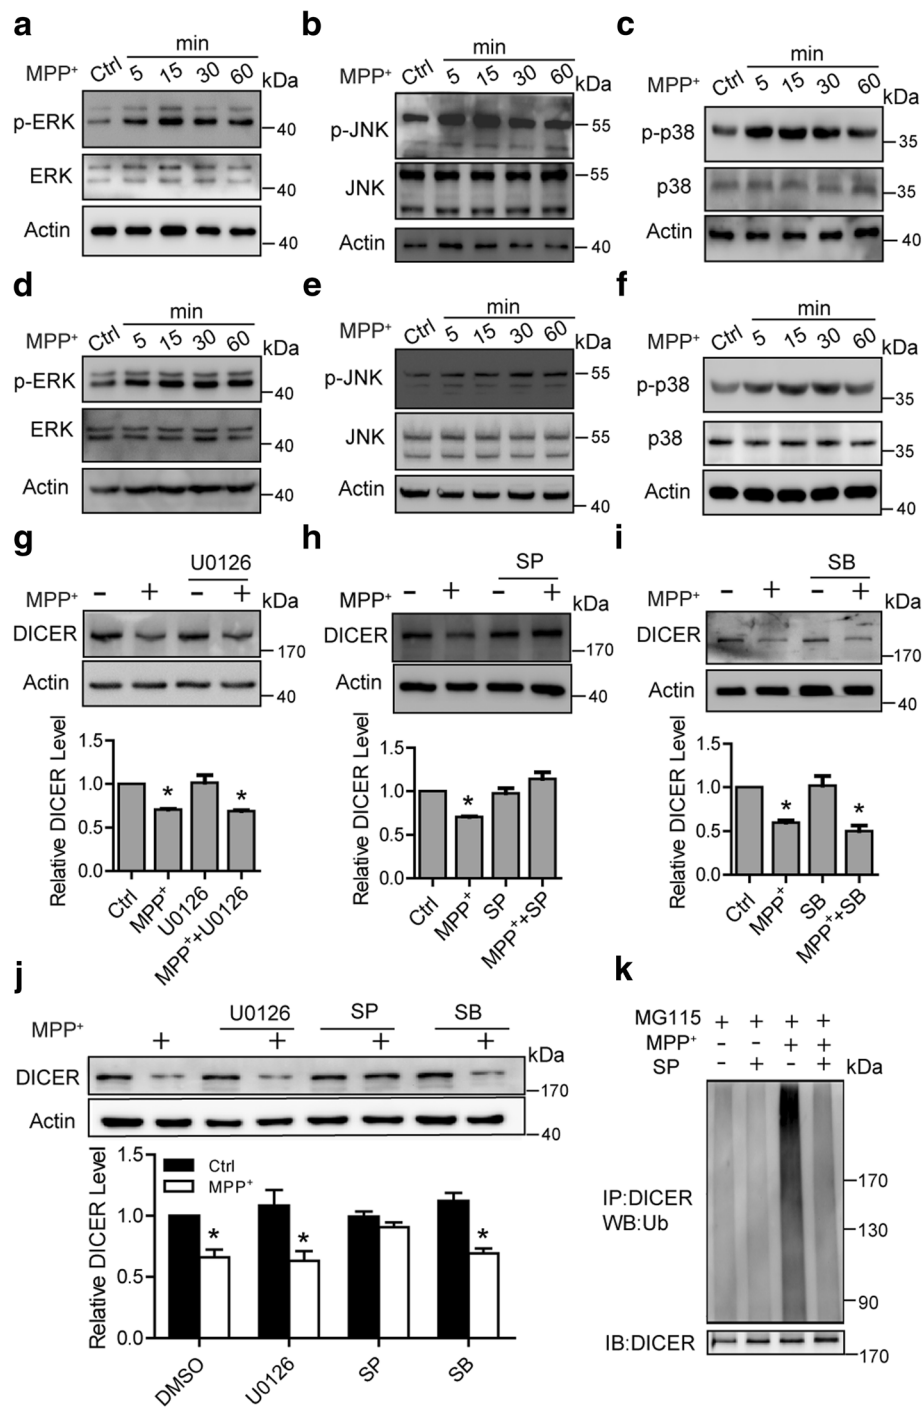 a
min
MPP⁺ Ctrl 5 15 30 60 kDa
p-ERK 40
ERK 40
Actin 40
b
min
MPP⁺ Ctrl 5 15 30 60 kDa
p-JNK 55
JNK 55
Actin 40
c
min
MPP⁺ Ctrl 5 15 30 60 kDa
p-p38 35
p38 35
Actin 40
d
min
MPP⁺ Ctrl 5 15 30 60 kDa
p-ERK 40
ERK 40
Actin 40
e
min
MPP⁺ Ctrl 5 15 30 60 kDa
p-JNK 55
JNK 55
Actin 40
f
min
MPP⁺ Ctrl 5 15 30 60 kDa
p-p38 35
p38 35
Actin 40
g
U0126
MPP⁺ − + − + kDa
DICER 170
Actin 40
Relative DICER Level
1.5
1.0
0.5
0.0
* *
Ctrl MPP⁺ U0126 MPP⁺+U0126
h
SP
MPP⁺ − + − + kDa
DICER 170
Actin 40
Relative DICER Level
1.5
1.0
0.5
0.0
*
Ctrl MPP⁺ SP MPP⁺+SP
i
SB
MPP⁺ − + − + kDa
DICER 170
Actin 40
Relative DICER Level
1.5
1.0
0.5
0.0
* *
Ctrl MPP⁺ SB MPP⁺+SB
j
U0126 SP SB
MPP⁺ + + + + kDa
DICER 170
Actin 40
Relative DICER Level
1.5
1.0
0.5
0.0
Ctrl
MPP⁺
* * *
DMSO U0126 SP SB
k
MG115 + + + +
MPP⁺ - - + +
SP - + - + kDa
170
IP:DICER
WB:Ub
130
90
IB:DICER 170